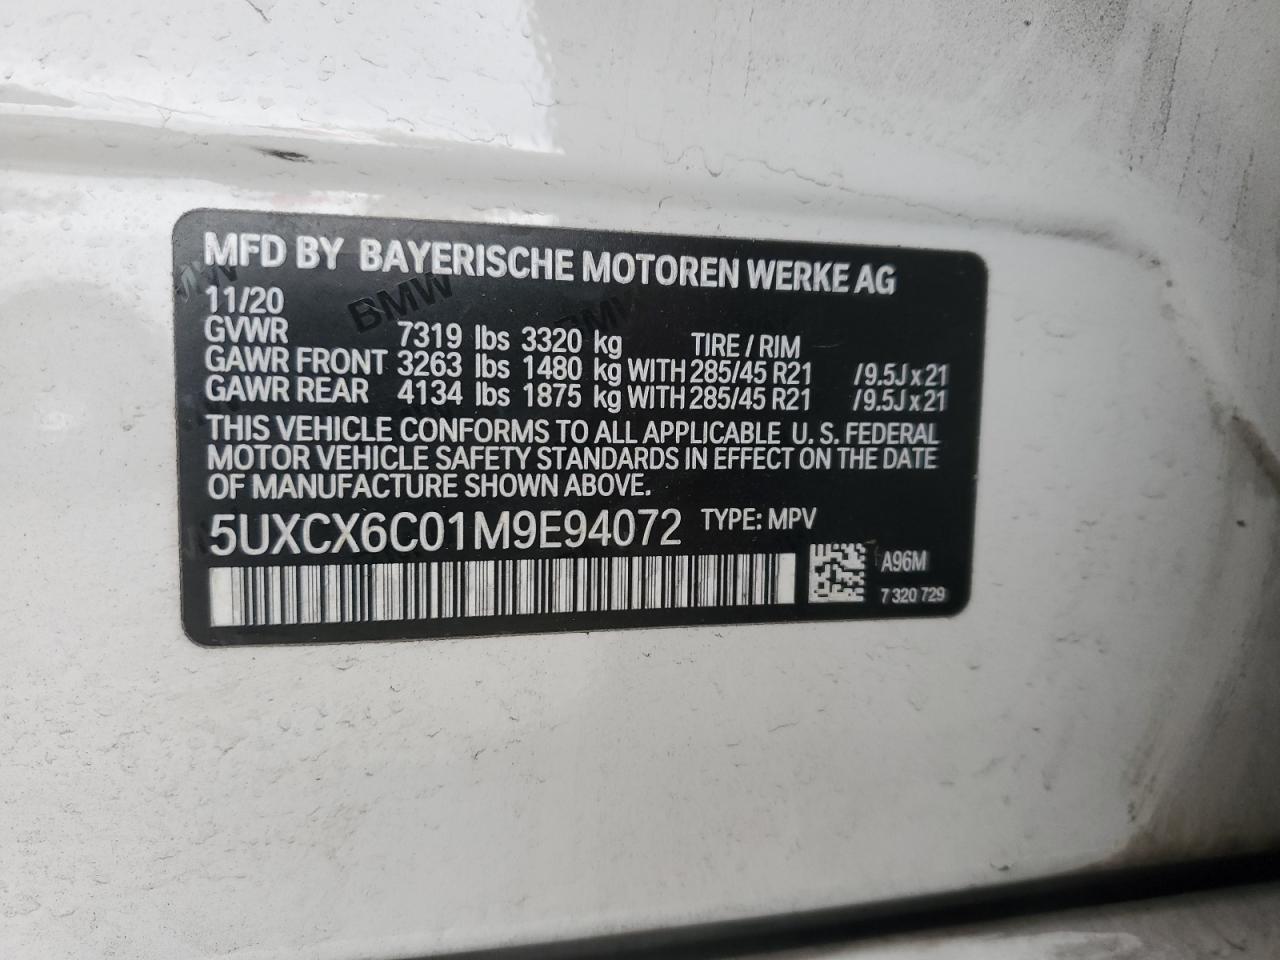 MFD BY BAYERISCHE MOTOREN WERKE AG
11/20
GVWR 7319 lbs 3320 kg TIRE / RIM
GAWR FRONT 3263 lbs 1480 kg WITH 285/45 R21 / 9.5J x 21
GAWR REAR 4134 lbs 1875 kg WITH 285/45 R21 / 9.5J x 21
THIS VEHICLE CONFORMS TO ALL APPLICABLE U. S. FEDERAL
MOTOR VEHICLE SAFETY STANDARDS IN EFFECT ON THE DATE
OF MANUFACTURE SHOWN ABOVE.
5UXCX6C01M9E94072 TYPE: MPV
A96M
7 320 729
BMW